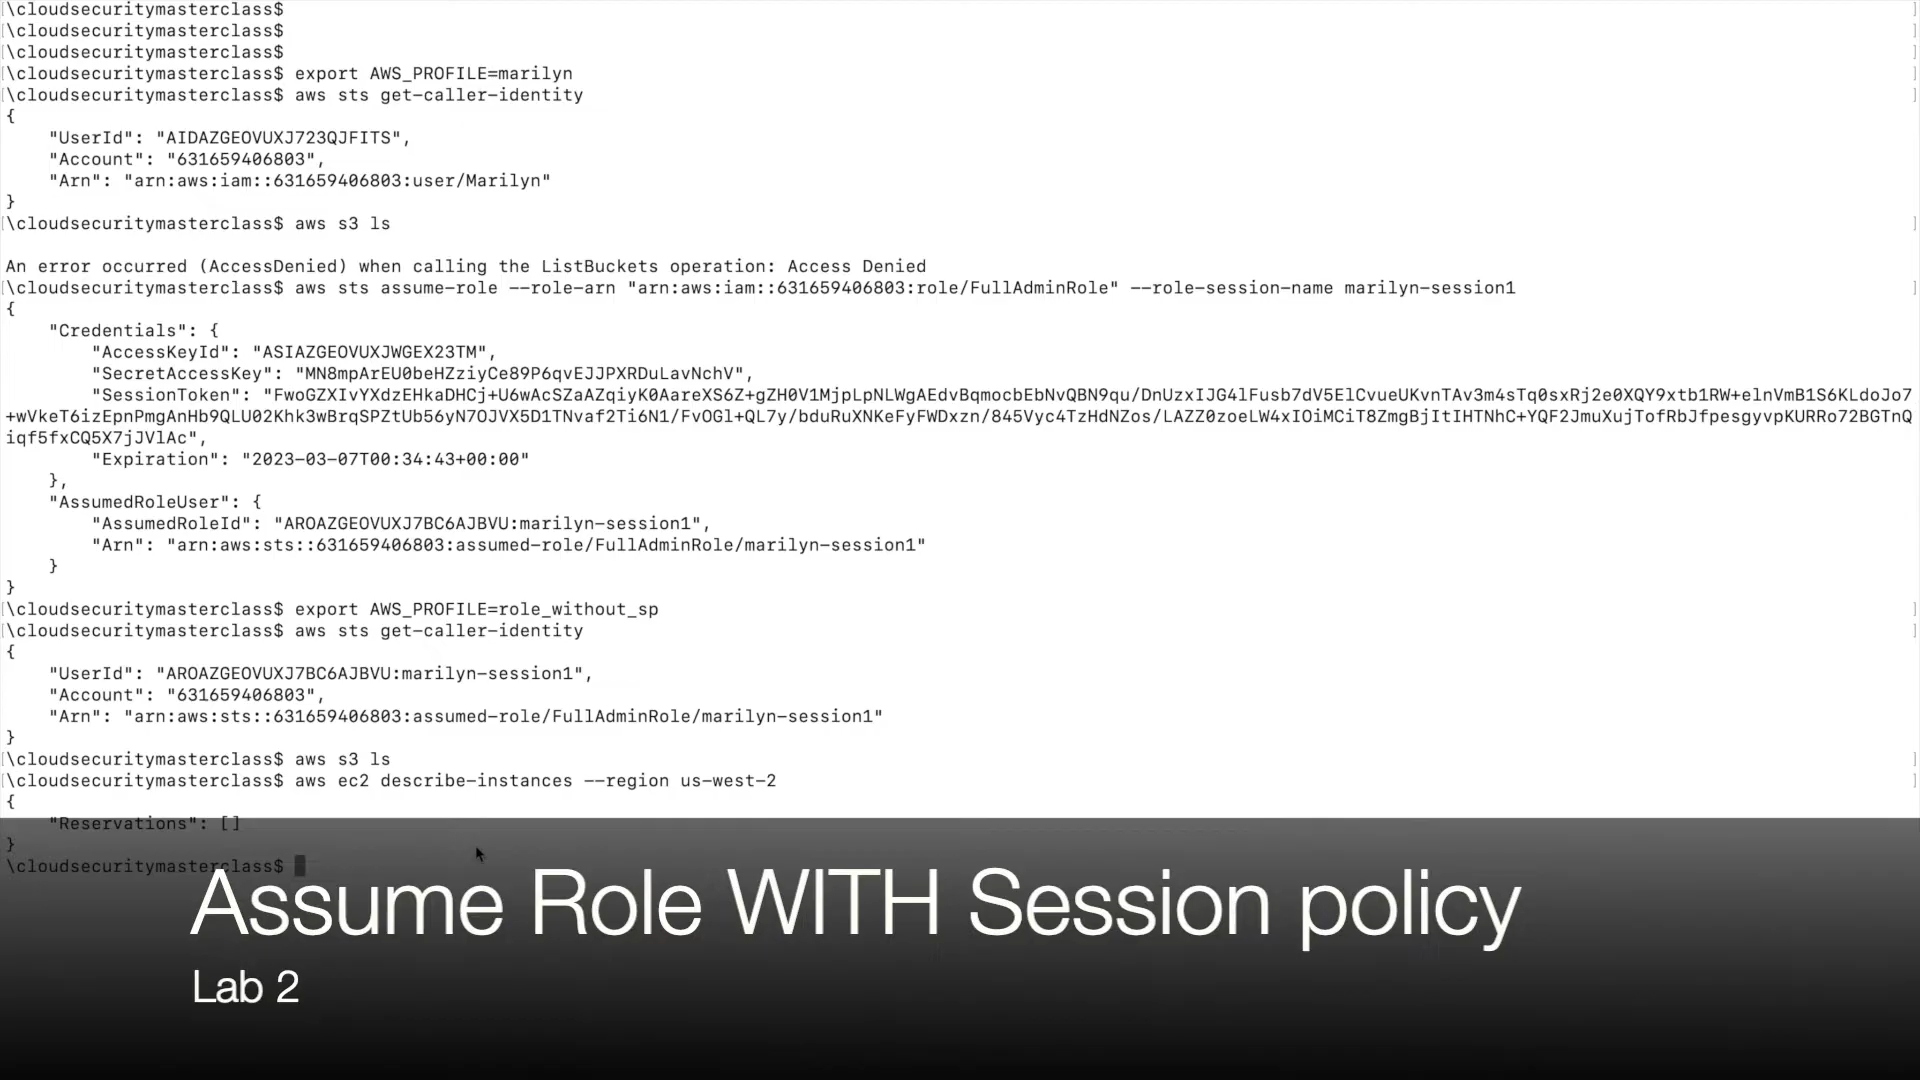 \cloudsecuritymasterclass$
\cloudsecuritymasterclass$
\cloudsecuritymasterclass$
\cloudsecuritymasterclass$ export AWS_PROFILE=marilyn
\cloudsecuritymasterclass$ aws sts get-caller-identity
{
    "UserId": "AIDAZGEOVUXJ723QJFITS",
    "Account": "631659406803",
    "Arn": "arn:aws:iam::631659406803:user/Marilyn"
}
\cloudsecuritymasterclass$ aws s3 ls
An error occurred (AccessDenied) when calling the ListBuckets operation: Access Denied
\cloudsecuritymasterclass$ aws sts assume-role --role-arn "arn:aws:iam::631659406803:role/FullAdminRole" --role-session-name marilyn-session1
{
    "Credentials": {
        "AccessKeyId": "ASIAZGEOVUXJWGEX23TM",
        "SecretAccessKey": "MN8mpArEU0beHZziyCe89P6qvEJJPXRDuLavNchV",
        "SessionToken": "FwoGZXIvYXdzEHkaDHCj+U6wAcSZaAZqiyK0AareXS6Z+gZH0V1MjpLpNLWgAEdvBqmocbEbNvQBN9qu/DnUzxIJG4lFusb7dV5ElCvueUKvnTAv3m4sTq0sxRj2e0XQY9xtb1RW+elnVmB1S6KLdoJo7
+wVkeT6izEpnPmgAnHb9QLU02Khk3wBrqSPZtUb56yN7OJVX5D1TNvaf2Ti6N1/FvOGl+QL7y/bduRuXNKeFyFWDxzn/845Vyc4TzHdNZos/LAZZ0zoeLW4xIOiMCiT8ZmgBjItIHTNhC+YQF2JmuXujTofRbJfpesgyvpKURRo72BGTnQ
iqf5fxCQ5X7jJVlAc",
        "Expiration": "2023-03-07T00:34:43+00:00"
    },
    "AssumedRoleUser": {
        "AssumedRoleId": "AROAZGEOVUXJ7BC6AJBVU:marilyn-session1",
        "Arn": "arn:aws:sts::631659406803:assumed-role/FullAdminRole/marilyn-session1"
    }
}
\cloudsecuritymasterclass$ export AWS_PROFILE=role_without_sp
\cloudsecuritymasterclass$ aws sts get-caller-identity
{
    "UserId": "AROAZGEOVUXJ7BC6AJBVU:marilyn-session1",
    "Account": "631659406803",
    "Arn": "arn:aws:sts::631659406803:assumed-role/FullAdminRole/marilyn-session1"
}
\cloudsecuritymasterclass$ aws s3 ls
\cloudsecuritymasterclass$ aws ec2 describe-instances --region us-west-2
{
    "Reservations": []
}
\cloudsecuritymasterclass$
Assume Role WITH Session policy
Lab 2